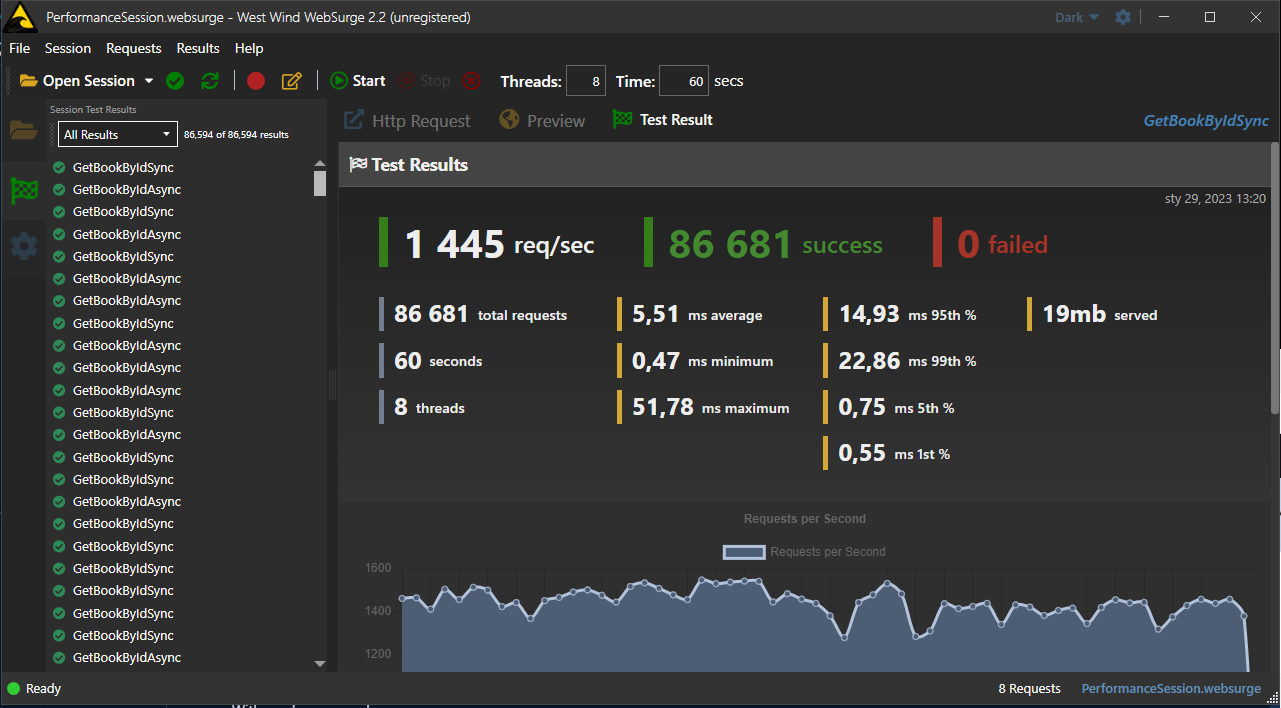 PerformanceSession.websurge - West Wind WebSurge 2.2 (unregistered)
Dark
File Session Requests Results Help
Open Session Start Stop Threads: 8 Time: 60 secs
Session Test Results
All Results 86,594 of 86,594 results
Http Request Preview Test Result GetBookByIdSync
GetBookByIdSync
GetBookByIdAsync
GetBookByIdSync
GetBookByIdAsync
GetBookByIdSync
GetBookByIdAsync
GetBookByIdAsync
GetBookByIdSync
GetBookByIdAsync
GetBookByIdAsync
GetBookByIdAsync
GetBookByIdSync
GetBookByIdAsync
GetBookByIdSync
GetBookByIdSync
GetBookByIdAsync
GetBookByIdSync
GetBookByIdSync
GetBookByIdSync
GetBookByIdSync
GetBookByIdSync
GetBookByIdSync
GetBookByIdAsync
Test Results
sty 29, 2023 13:20
1 445 req/sec 86 681 success 0 failed
86 681 total requests 5,51 ms average 14,93 ms 95th % 19mb served
60 seconds 0,47 ms minimum 22,86 ms 99th %
8 threads 51,78 ms maximum 0,75 ms 5th %
0,55 ms 1st %
Requests per Second
Requests per Second
1600
1400
1200
Ready 8 Requests PerformanceSession.websurge